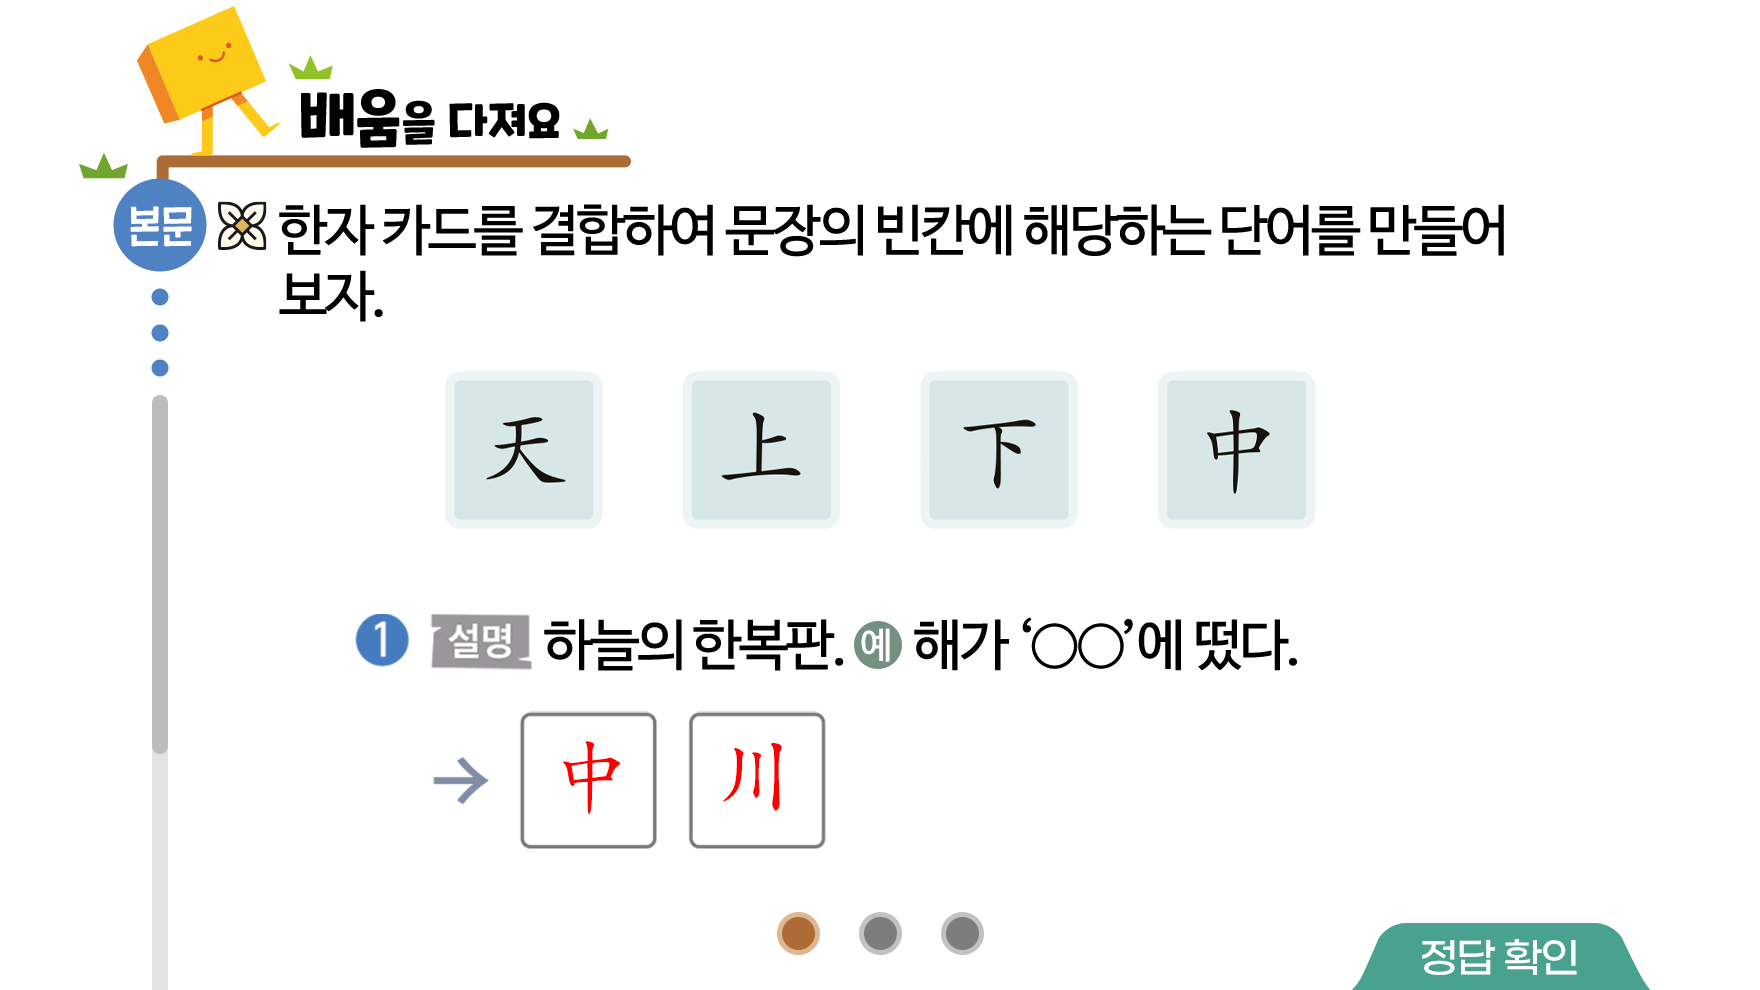 배움을 다져요
본문 한자 카드를 결합하여 문장의 빈칸에 해당하는 단어를 만들어
보자.
天 上 下 中
1 설명 하늘의 한복판. 예 해가 ‘○○’에 떴다.
→ 中 川
정답 확인